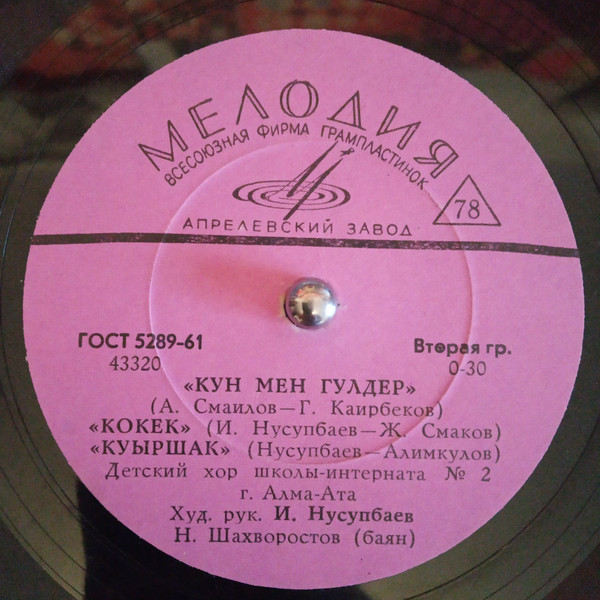 МЕЛОДИЯ
ВСЕСОЮЗНАЯ ФИРМА ГРАМПЛАСТИНОК
АПРЕЛЕВСКИЙ ЗАВОД
78
ГОСТ 5289-61
43320
Вторая гр.
0-30
«КУН МЕН ГУЛДЕР»
(А. Смаилов—Г. Каирбеков)
«КОКЕК» (И. Нусупбаев—Ж. Смаков)
«КУЫРШАК» (Нусупбаев—Алимкулов)
Детский хор школы-интерната № 2
г. Алма-Ата
Худ. рук. И. Нусупбаев
Н. Шахворостов (баян)